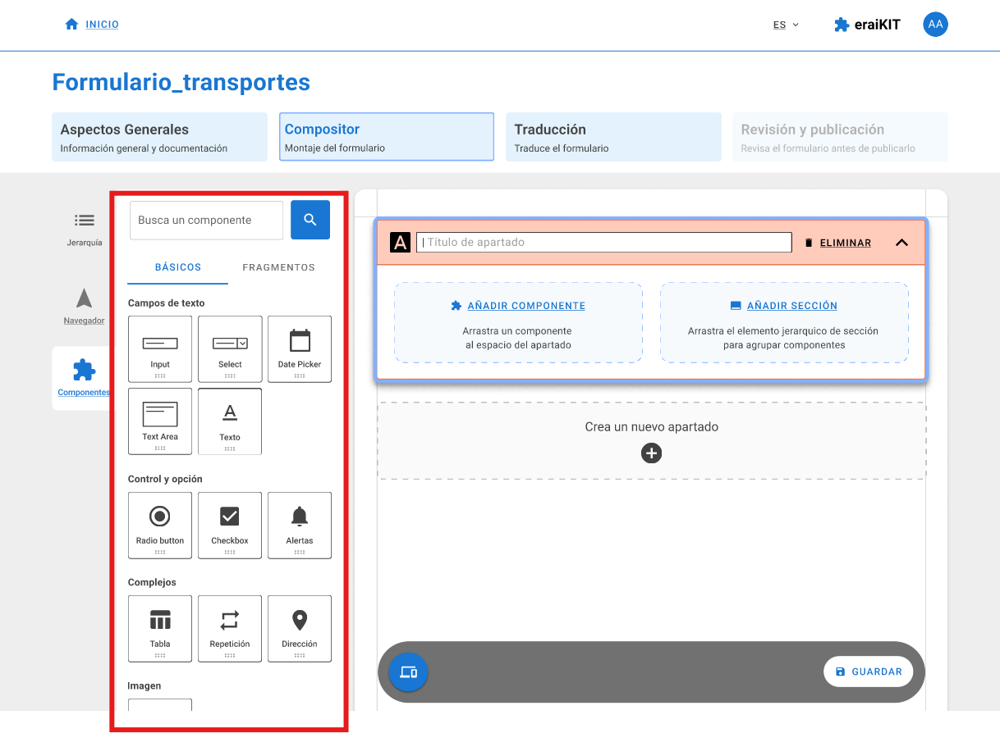 INICIO
ES
eraiKIT
AA
Formulario_transportes
Aspectos Generales
Información general y documentación
Compositor
Montaje del formulario
Traducción
Traduce el formulario
Revisión y publicación
Revisa el formulario antes de publicarlo
Jerarquía
Navegador
Componentes
Busca un componente
BÁSICOS
FRAGMENTOS
Campos de texto
Input
Select
Date Picker
Text Area
A
Texto
Control y opción
Radio button
Checkbox
Alertas
Complejos
Tabla
Repetición
Dirección
Imagen
A
Título de apartado
ELIMINAR
AÑADIR COMPONENTE
Arrastra un componente
al espacio del apartado
AÑADIR SECCIÓN
Arrastra el elemento jerarquico de sección
para agrupar componentes
Crea un nuevo apartado
GUARDAR